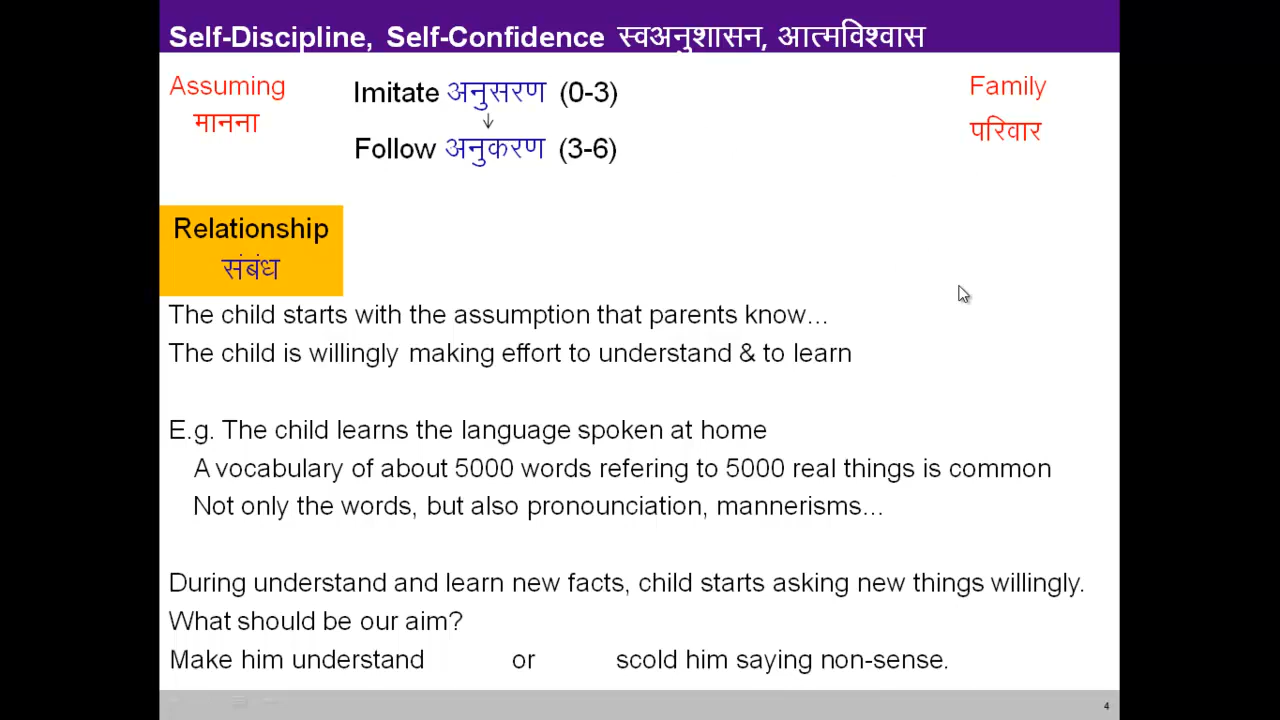 Self-Discipline, Self-Confidence स्वअनुशासन, आत्मविश्वास
Assuming
मानना
Imitate अनुसरण (0-3)
Follow अनुकरण (3-6)
Family
परिवार
Relationship
संबंध
The child starts with the assumption that parents know...
The child is willingly making effort to understand & to learn
E.g. The child learns the language spoken at home
A vocabulary of about 5000 words refering to 5000 real things is common
Not only the words, but also pronounciation, mannerisms...
During understand and learn new facts, child starts asking new things willingly.
What should be our aim?
Make him understand or scold him saying non-sense.
4